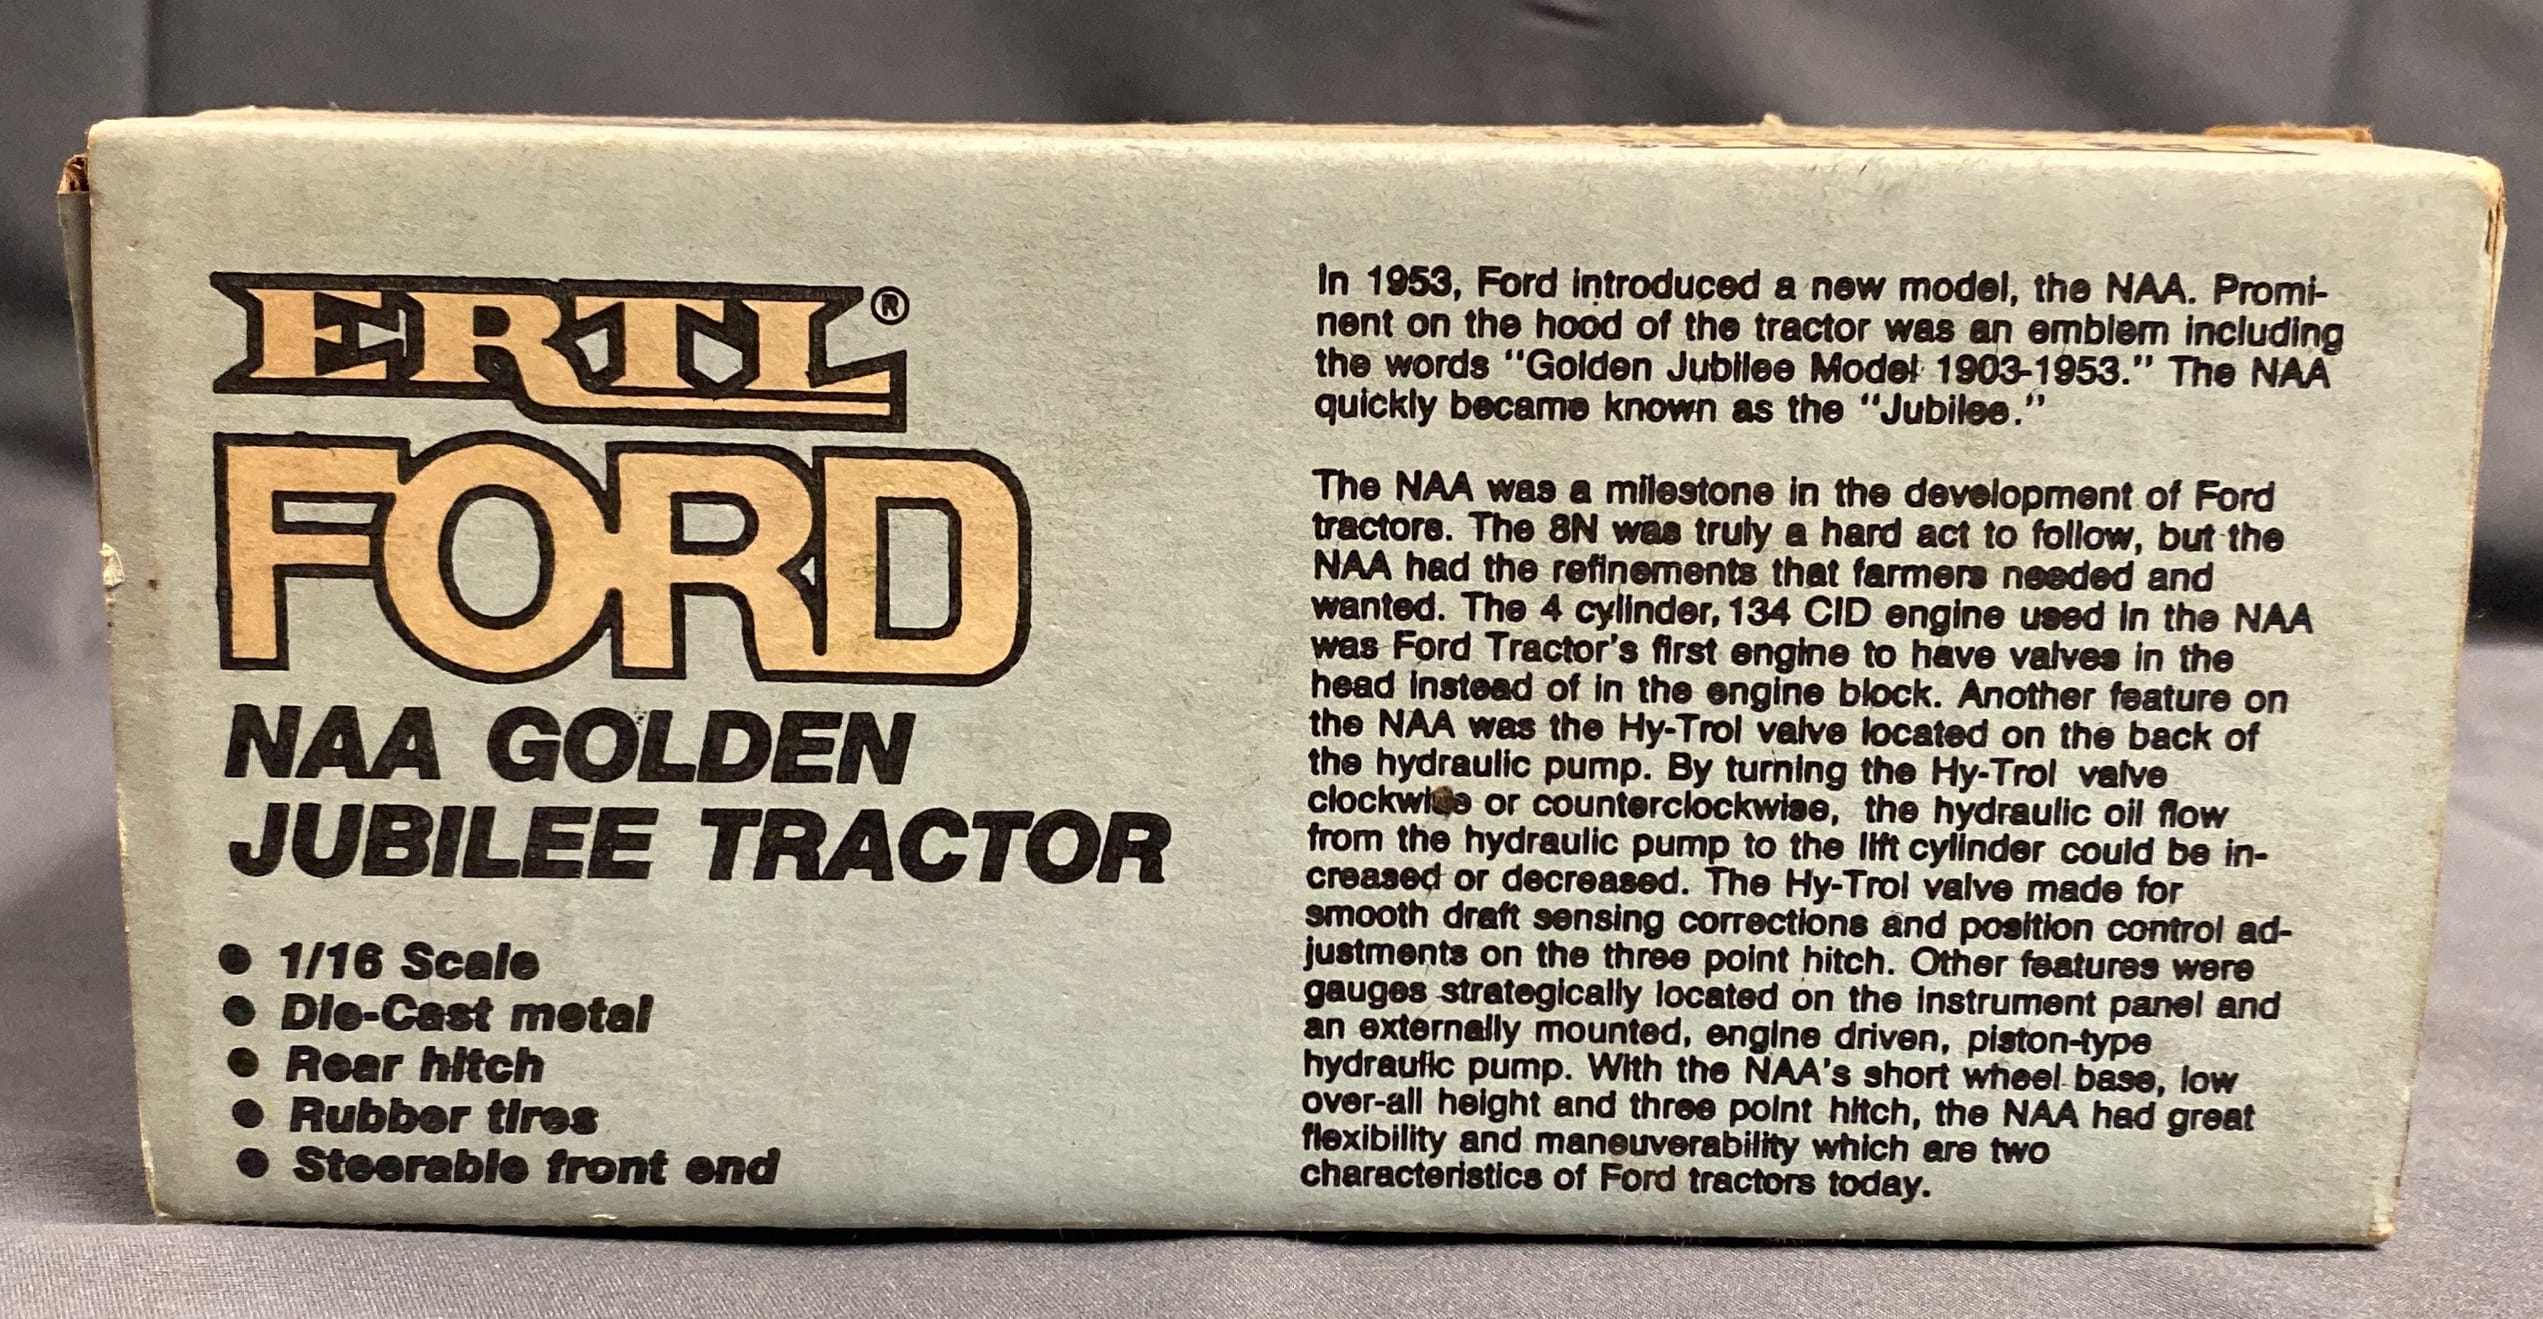 ERTL®
FORD
NAA GOLDEN
JUBILEE TRACTOR
● 1/16 Scale
● Die-Cast metal
● Rear hitch
● Rubber tires
● Steerable front end
In 1953, Ford introduced a new model, the NAA. Promi-
nent on the hood of the tractor was an emblem including
the words "Golden Jubilee Model 1903-1953." The NAA
quickly became known as the "Jubilee."
The NAA was a milestone in the development of Ford
tractors. The 8N was truly a hard act to follow, but the
NAA had the refinements that farmers needed and
wanted. The 4 cylinder, 134 CID engine used in the NAA
was Ford Tractor's first engine to have valves in the
head instead of in the engine block. Another feature on
the NAA was the Hy-Trol valve located on the back of
the hydraulic pump. By turning the Hy-Trol valve
clockwise or counterclockwise, the hydraulic oil flow
from the hydraulic pump to the lift cylinder could be in-
creased or decreased. The Hy-Trol valve made for
smooth draft sensing corrections and position control ad-
justments on the three point hitch. Other features were
gauges strategically located on the instrument panel and
an externally mounted, engine driven, piston-type
hydraulic pump. With the NAA's short wheel base, low
over-all height and three point hitch, the NAA had great
flexibility and maneuverability which are two
characteristics of Ford tractors today.